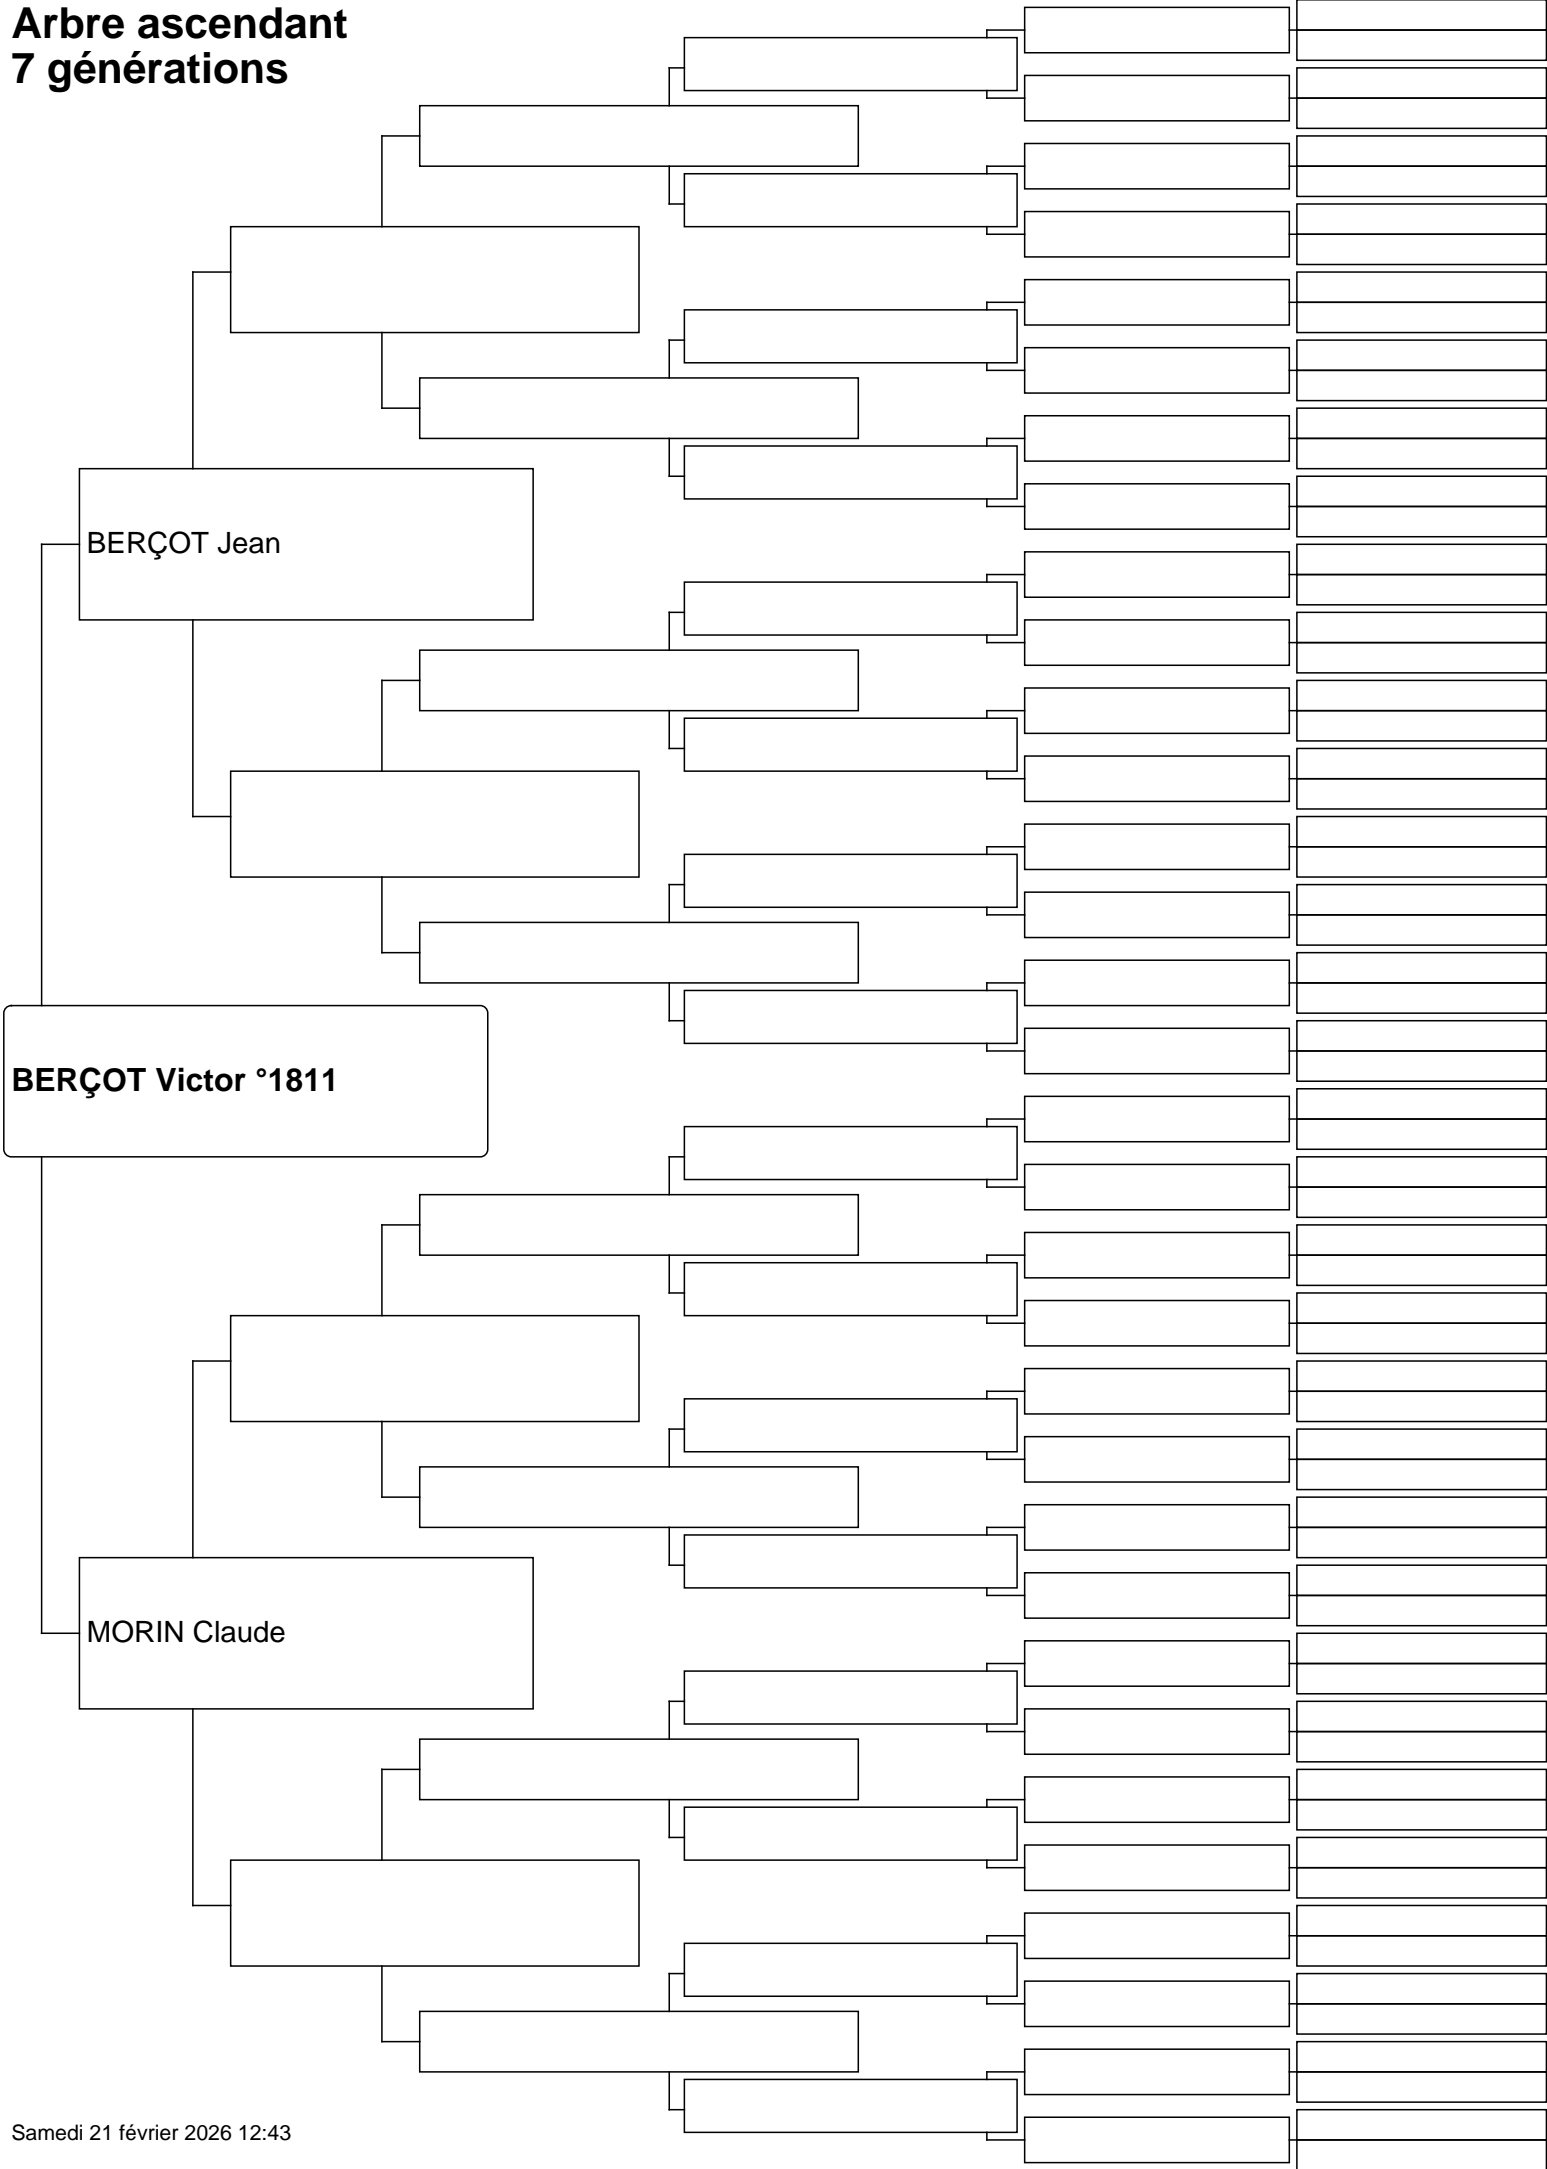 Arbre ascendant
7 générations
BERÇOT Jean
BERÇOT Victor °1811
MORIN Claude
Samedi 21 février 2026 12:43